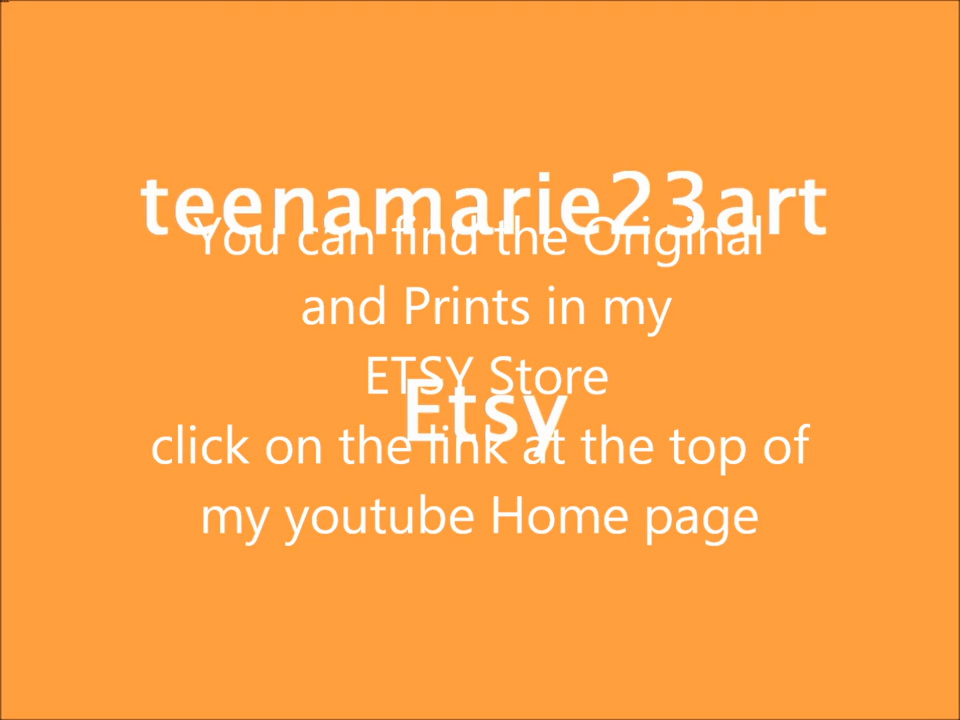 teenamarie23art
You can find the Original
and Prints in my
ETSY Store
Etsy
click on the link at the top of
my youtube Home page